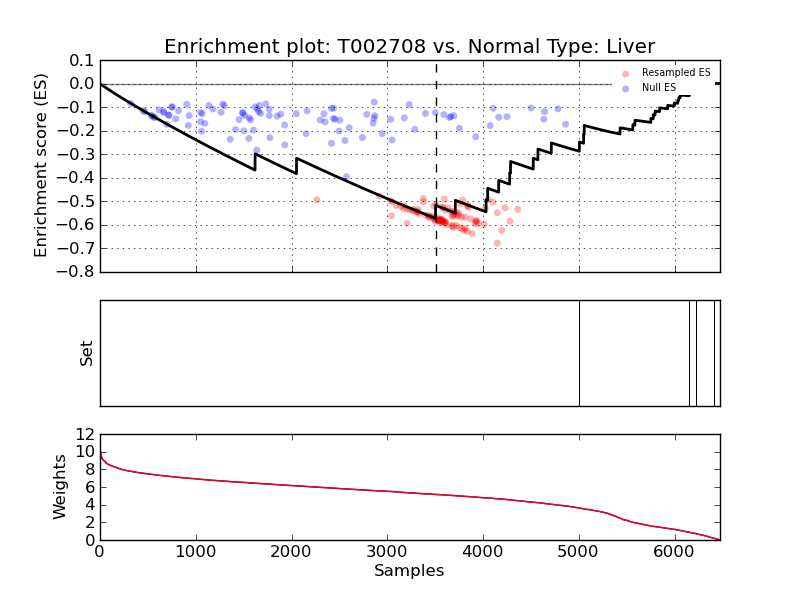 Enrichment plot: T002708 vs. Normal Type: Liver
Enrichment score (ES)
0.1
0.0
−0.1
−0.2
−0.3
−0.4
−0.5
−0.6
−0.7
−0.8
Resampled ES
Null ES
Set
Weights
12
10
8
6
4
2
0
0 1000 2000 3000 4000 5000 6000
Samples